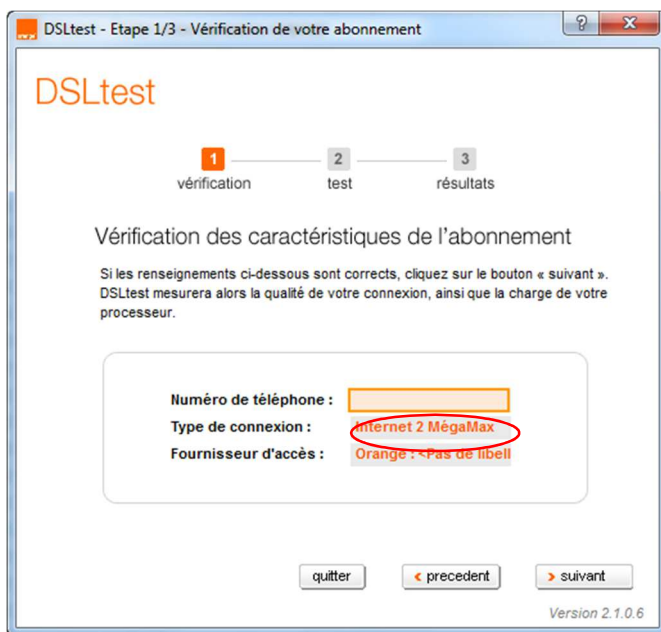 DSLtest - Etape 1/3 - Vérification de votre abonnement
DSLtest
1 2 3
vérification test résultats
Vérification des caractéristiques de l'abonnement
Si les renseignements ci-dessous sont corrects, cliquez sur le bouton « suivant ».
DSLtest mesurera alors la qualité de votre connexion, ainsi que la charge de votre
processeur.
Numéro de téléphone :
Type de connexion : Internet 2 MégaMax
Fournisseur d'accès : Orange : <Pas de libell
quitter precedent suivant
Version 2.1.0.6